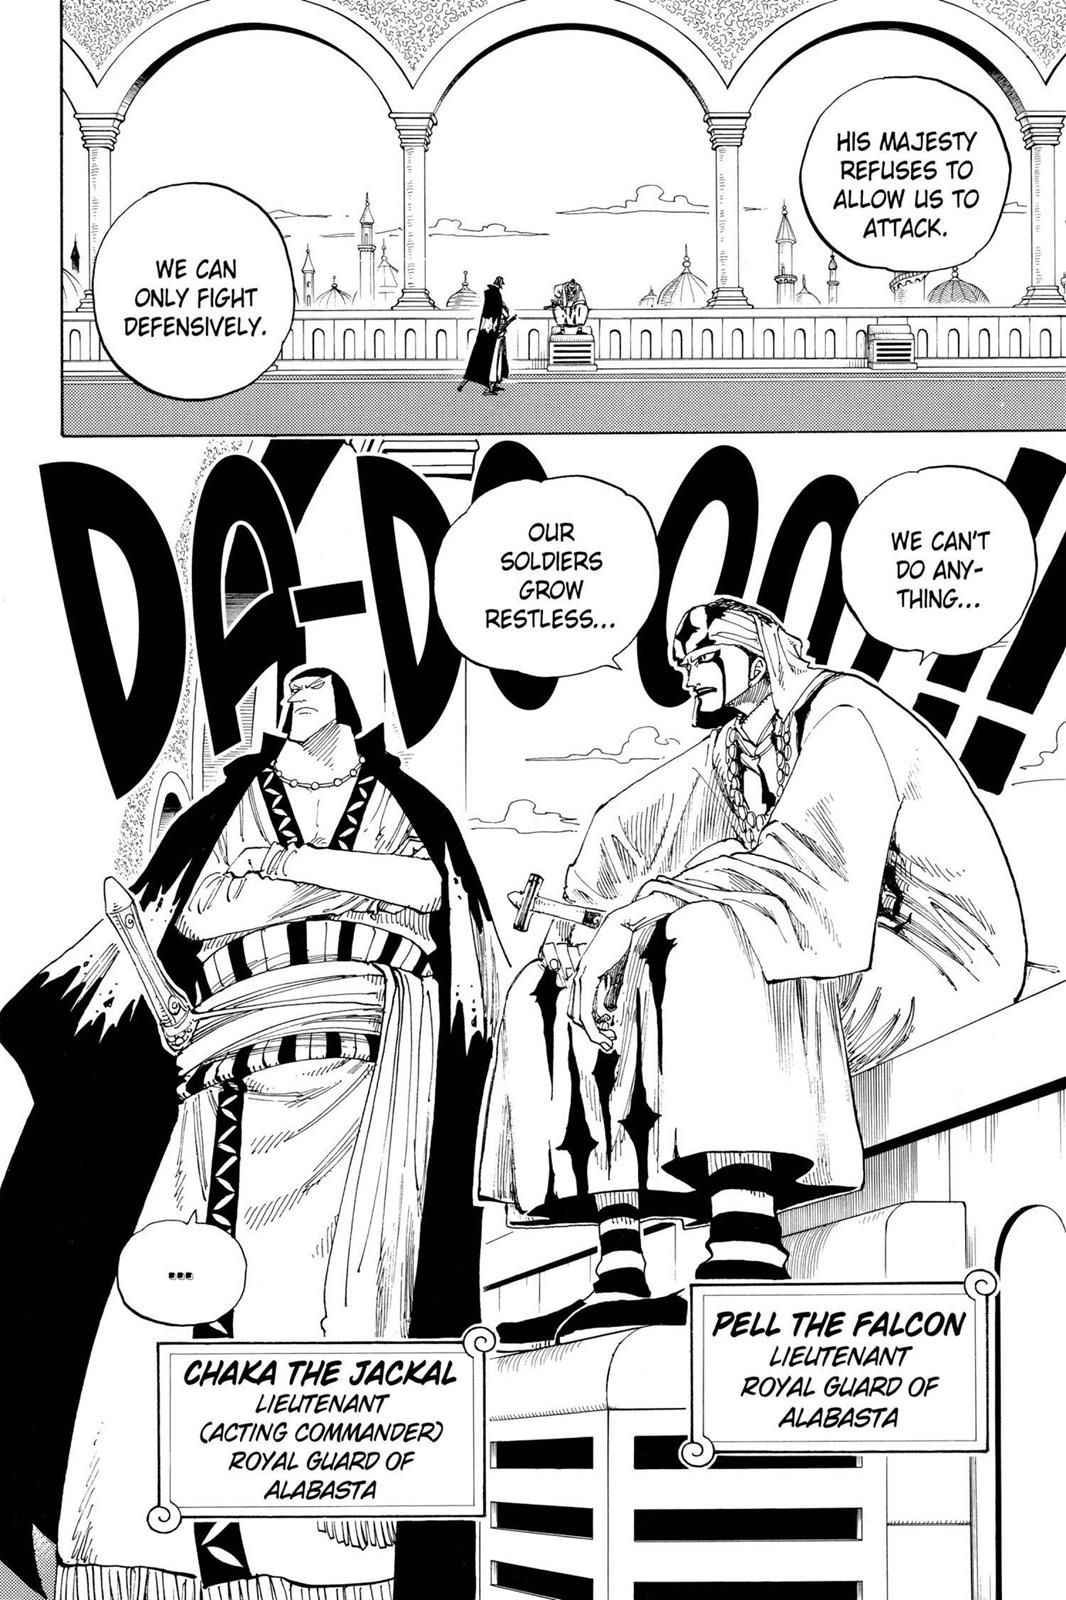 HIS MAJESTY
REFUSES TO
ALLOW US TO
ATTACK.
WE CAN
ONLY FIGHT
DEFENSIVELY.
DA-DOOOM!!
WE CAN'T
DO ANY-
THING...
OUR
SOLDIERS
GROW
RESTLESS...
...
PELL THE FALCON
LIEUTENANT
ROYAL GUARD OF
ALABASTA
CHAKA THE JACKAL
LIEUTENANT
(ACTING COMMANDER)
ROYAL GUARD OF
ALABASTA